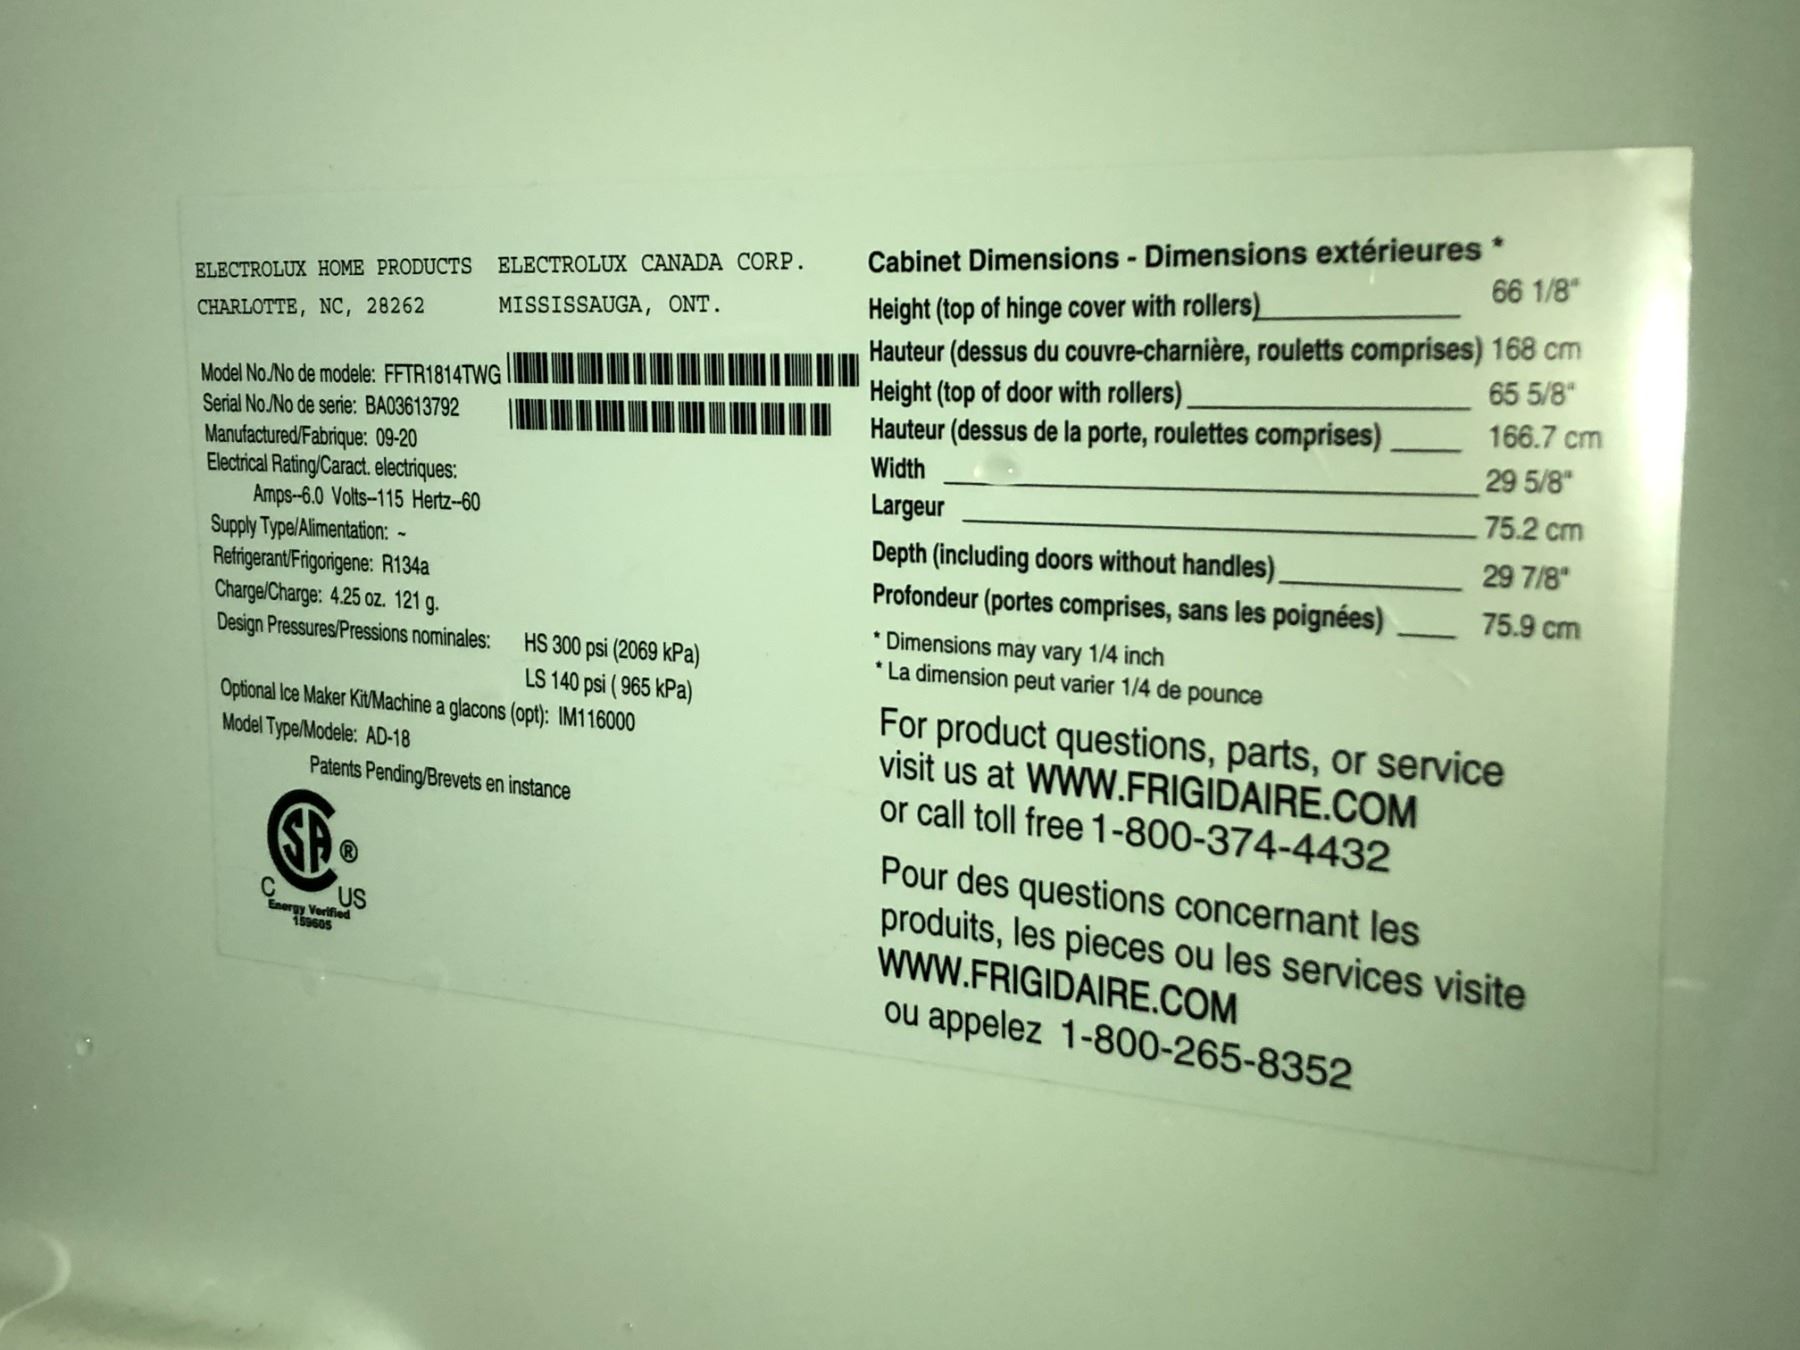 ELECTROLUX HOME PRODUCTS ELECTROLUX CANADA CORP.
CHARLOTTE, NC, 28262 MISSISSAUGA, ONT.
Model No./No de modele: FFTR1814TWG
Serial No./No de serie: BA03613792
Manufactured/Fabrique: 09-20
Electrical Rating/Caract. electriques:
Amps--6.0 Volts--115 Hertz--60
Supply Type/Alimentation: ~
Refrigerant/Frigorigene: R134a
Charge/Charge: 4.25 oz. 121 g.
Design Pressures/Pressions nominales: HS 300 psi (2069 kPa)
LS 140 psi ( 965 kPa)
Optional Ice Maker Kit/Machine a glacons (opt): IM116000
Model Type/Modele: AD-18
Patents Pending/Brevets en instance
SA ®
C US
Energy Verified
159605
Cabinet Dimensions - Dimensions extérieures *
Height (top of hinge cover with rollers) 66 1/8"
Hauteur (dessus du couvre-charnière, rouletts comprises) 168 cm
Height (top of door with rollers) 65 5/8"
Hauteur (dessus de la porte, roulettes comprises) 166.7 cm
Width 29 5/8"
Largeur 75.2 cm
Depth (including doors without handles) 29 7/8"
Profondeur (portes comprises, sans les poignées) 75.9 cm
* Dimensions may vary 1/4 inch
* La dimension peut varier 1/4 de pounce
For product questions, parts, or service
visit us at WWW.FRIGIDAIRE.COM
or call toll free 1-800-374-4432
Pour des questions concernant les
produits, les pieces ou les services visite
WWW.FRIGIDAIRE.COM
ou appelez 1-800-265-8352